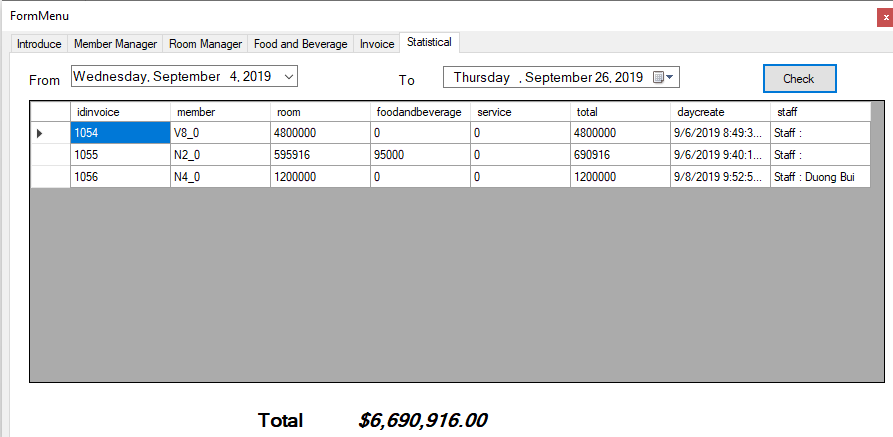 FormMenu x
Introduce Member Manager Room Manager Food and Beverage Invoice Statistical
From Wednesday, September 4, 2019 To Thursday , September 26, 2019 Check
idinvoice member room foodandbeverage service total daycreate staff
1054 V8_0 4800000 0 0 4800000 9/6/2019 8:49:3... Staff :
1055 N2_0 595916 95000 0 690916 9/6/2019 9:40:1... Staff :
1056 N4_0 1200000 0 0 1200000 9/8/2019 9:52:5... Staff : Duong Bui
Total $6,690,916.00